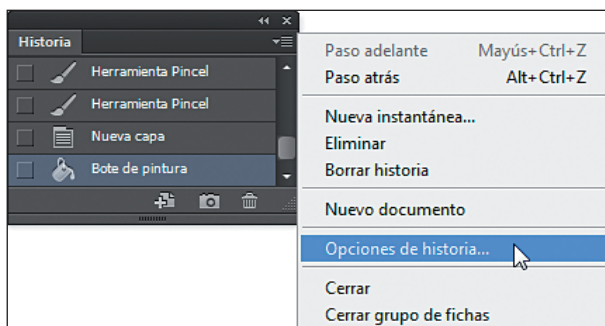 Historia
Herramienta Pincel
Herramienta Pincel
Nueva capa
Bote de pintura
Paso adelante Mayús+Ctrl+Z
Paso atrás Alt+Ctrl+Z
Nueva instantánea...
Eliminar
Borrar historia
Nuevo documento
Opciones de historia...
Cerrar
Cerrar grupo de fichas